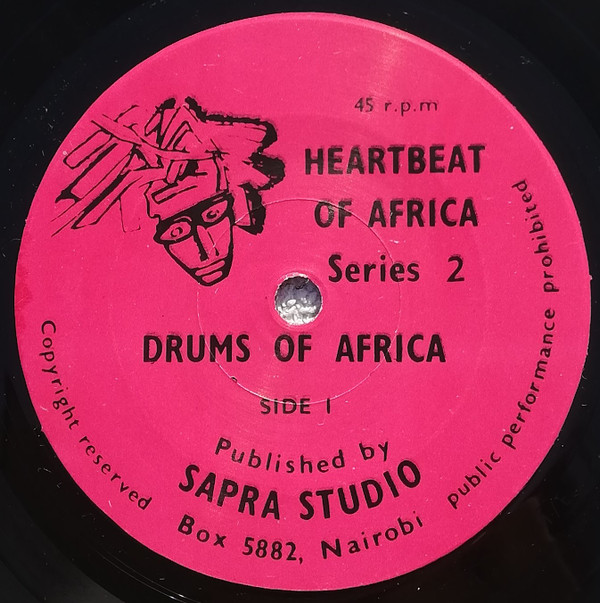 45 r.p.m
HEARTBEAT
OF AFRICA
Series 2
DRUMS OF AFRICA
SIDE 1
Published by
SAPRA STUDIO
Box 5882, Nairobi
Copyright reserved
public performance prohibited